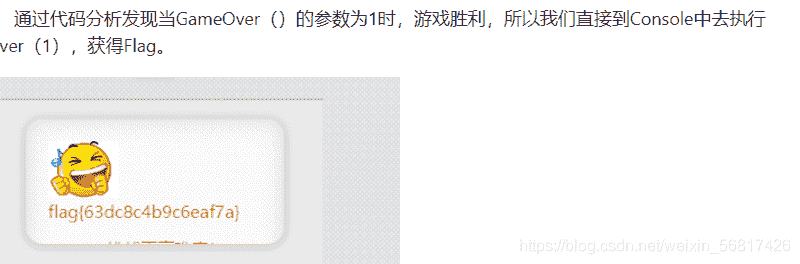 通过代码分析发现当GameOver（）的参数为1时，游戏胜利，所以我们直接到Console中去执行
ver（1），获得Flag。
flag{63dc8c4b9c6eaf7a}
https://blog.csdn.net/weixin_56817426